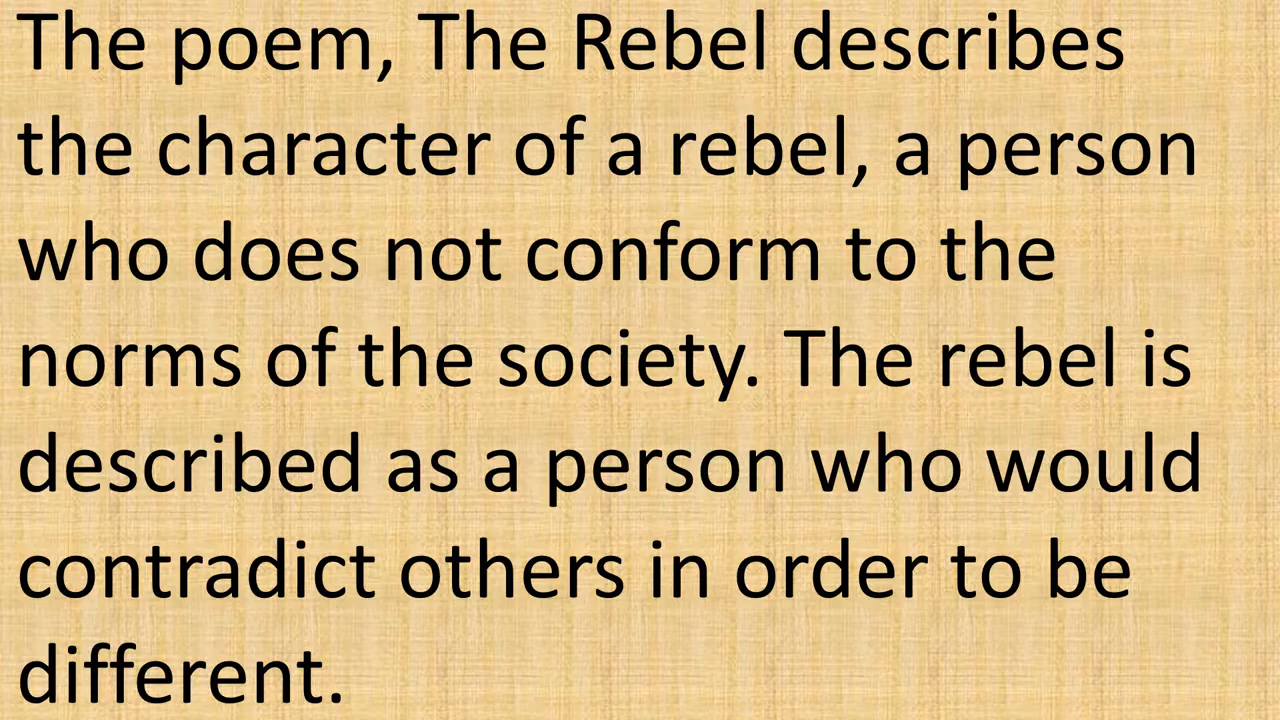 The poem, The Rebel describes
the character of a rebel, a person
who does not conform to the
norms of the society. The rebel is
described as a person who would
contradict others in order to be
different.